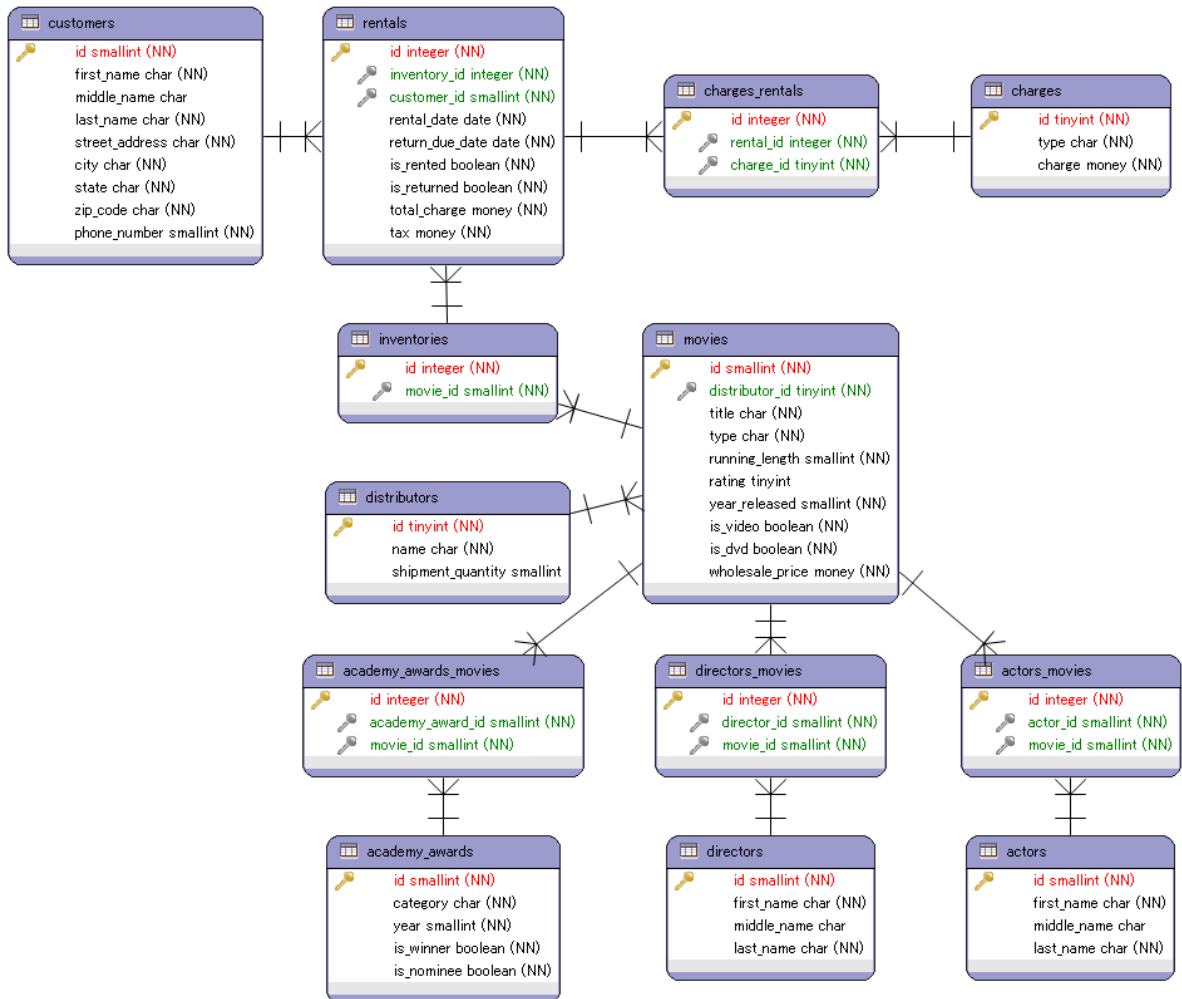 customers
id smallint (NN)
first_name char (NN)
middle_name char
last_name char (NN)
street_address char (NN)
city char (NN)
state char (NN)
zip_code char (NN)
phone_number smallint (NN)
rentals
id integer (NN)
inventory_id integer (NN)
customer_id smallint (NN)
rental_date date (NN)
return_due_date date (NN)
is_rented boolean (NN)
is_returned boolean (NN)
total_charge money (NN)
tax money (NN)
charges_rentals
id integer (NN)
rental_id integer (NN)
charge_id tinyint (NN)
charges
id tinyint (NN)
type char (NN)
charge money (NN)
inventories
id integer (NN)
movie_id smallint (NN)
movies
id smallint (NN)
distributor_id tinyint (NN)
title char (NN)
type char (NN)
running_length smallint (NN)
rating tinyint
year_released smallint (NN)
is_video boolean (NN)
is_dvd boolean (NN)
wholesale_price money (NN)
distributors
id tinyint (NN)
name char (NN)
shipment_quantity smallint
academy_awards_movies
id integer (NN)
academy_award_id smallint (NN)
movie_id smallint (NN)
directors_movies
id integer (NN)
director_id smallint (NN)
movie_id smallint (NN)
actors_movies
id integer (NN)
actor_id smallint (NN)
movie_id smallint (NN)
academy_awards
id smallint (NN)
category char (NN)
year smallint (NN)
is_winner boolean (NN)
is_nominee boolean (NN)
directors
id smallint (NN)
first_name char (NN)
middle_name char
last_name char (NN)
actors
id smallint (NN)
first_name char (NN)
middle_name char
last_name char (NN)